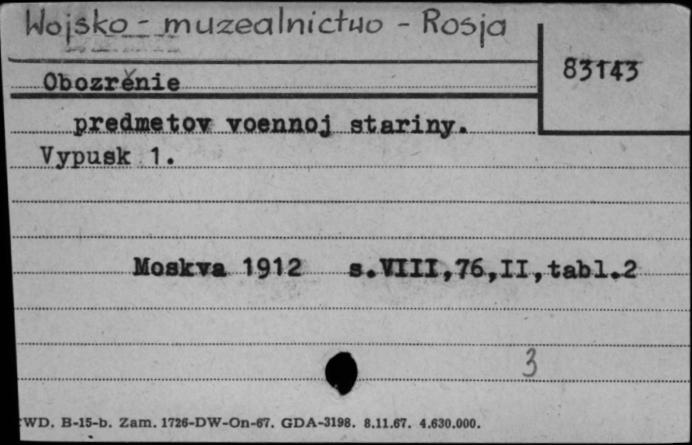 Wojsko - muzealnictwo - Rosja
83143
Obozrěnie
predmetov voennoj stariny.
Vypusk 1.
Moskva 1912 s.VIII,76,II,tabl.2
3
WD. B-15-b. Zam. 1726-DW-On-67. GDA-3198. 8.11.67. 4.630.000.